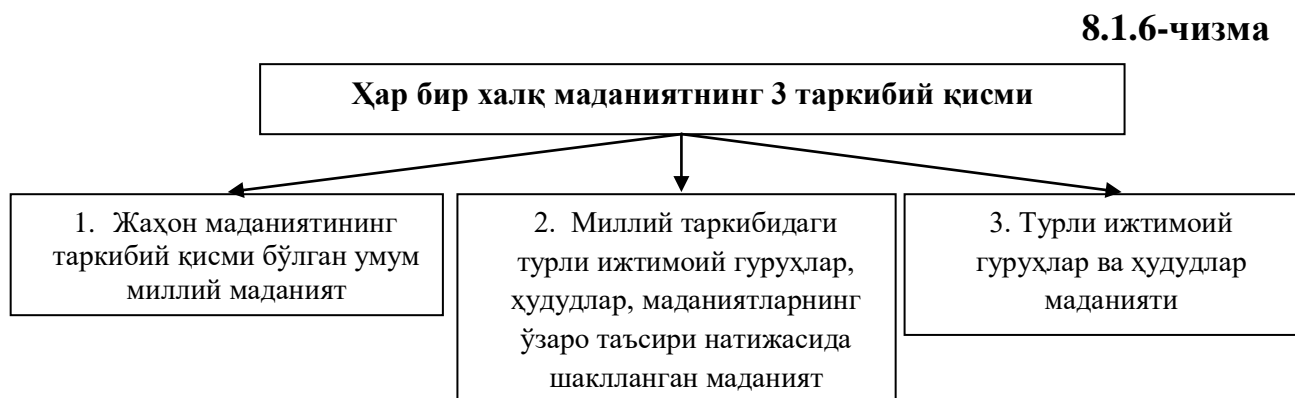 8.1.6-чизма
Ҳар бир халқ маданиятнинг 3 таркибий қисми
1. Жаҳон маданиятининг
таркибий қисми бўлган умум
миллий маданият
2. Миллий таркибидаги
турли ижтимоий гуруҳлар,
ҳудудлар, маданиятларнинг
ўзаро таъсири натижасида
шаклланган маданият
3. Турли ижтимоий
гуруҳлар ва ҳудудлар
маданияти